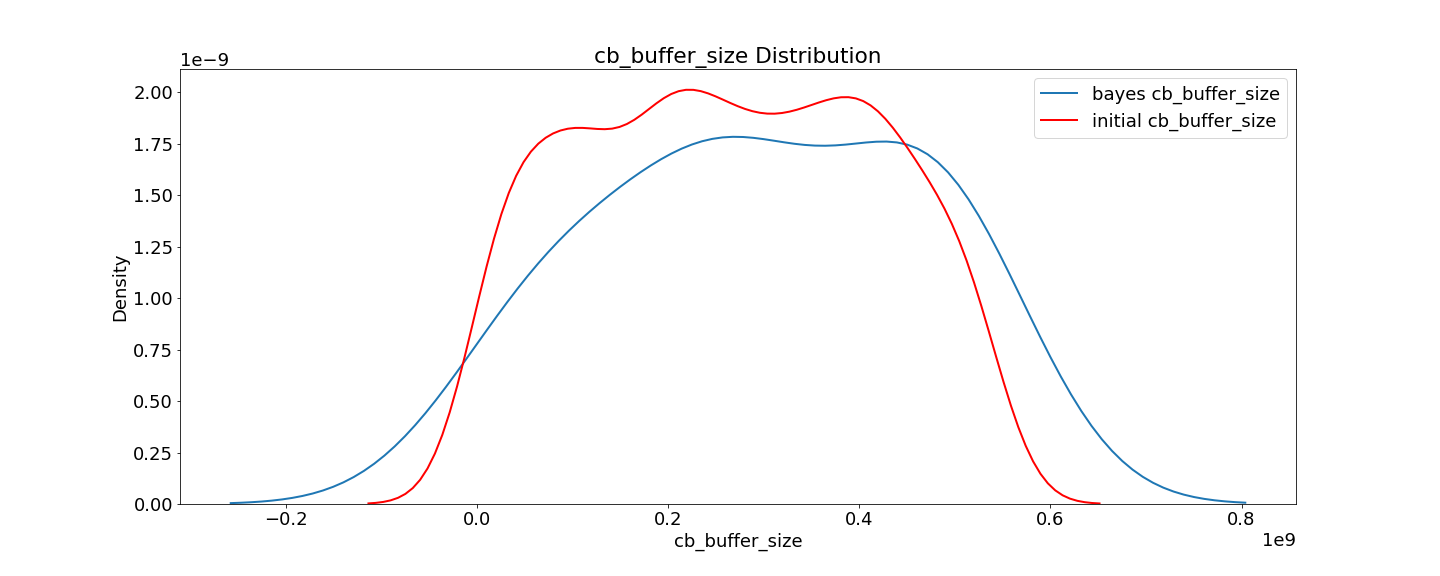 cb_buffer_size Distribution
1e−9
bayes cb_buffer_size
initial cb_buffer_size
2.00
1.75
1.50
1.25
1.00
0.75
0.50
0.25
0.00
Density
−0.2
0.0
0.2
0.4
0.6
0.8
1e9
cb_buffer_size